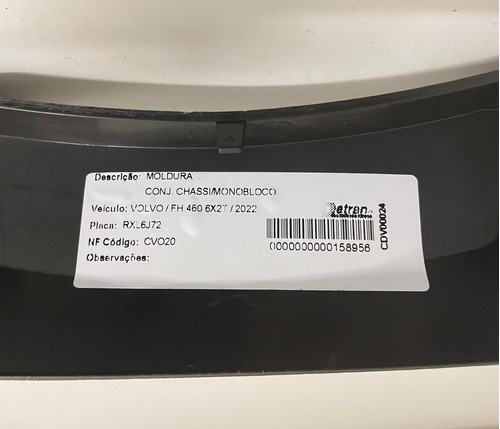 Descrição: MOLDURA
CONJ. CHASSI/MONOBLOCO
Veículo: VOLVO / FH 460 6X2T / 2022
Placa: RXL6J72
NF Código: CVO20
Observações:
Detran
0000000000158956
CDV00024